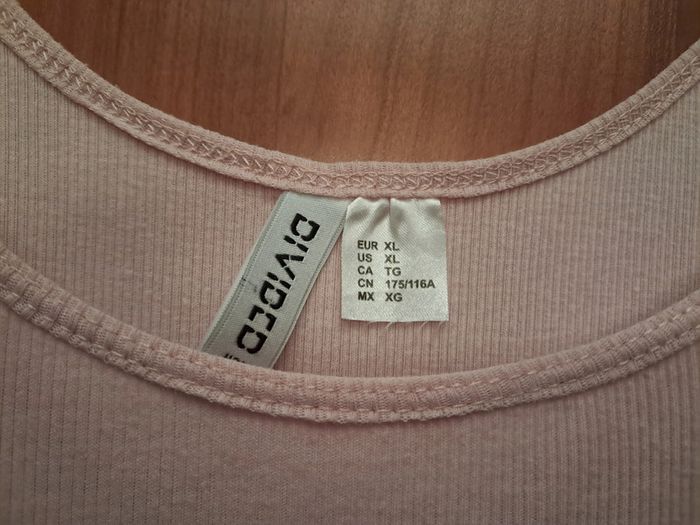 DIVIDED
EUR XL
US XL
CA TG
CN 175/116A
MX XG